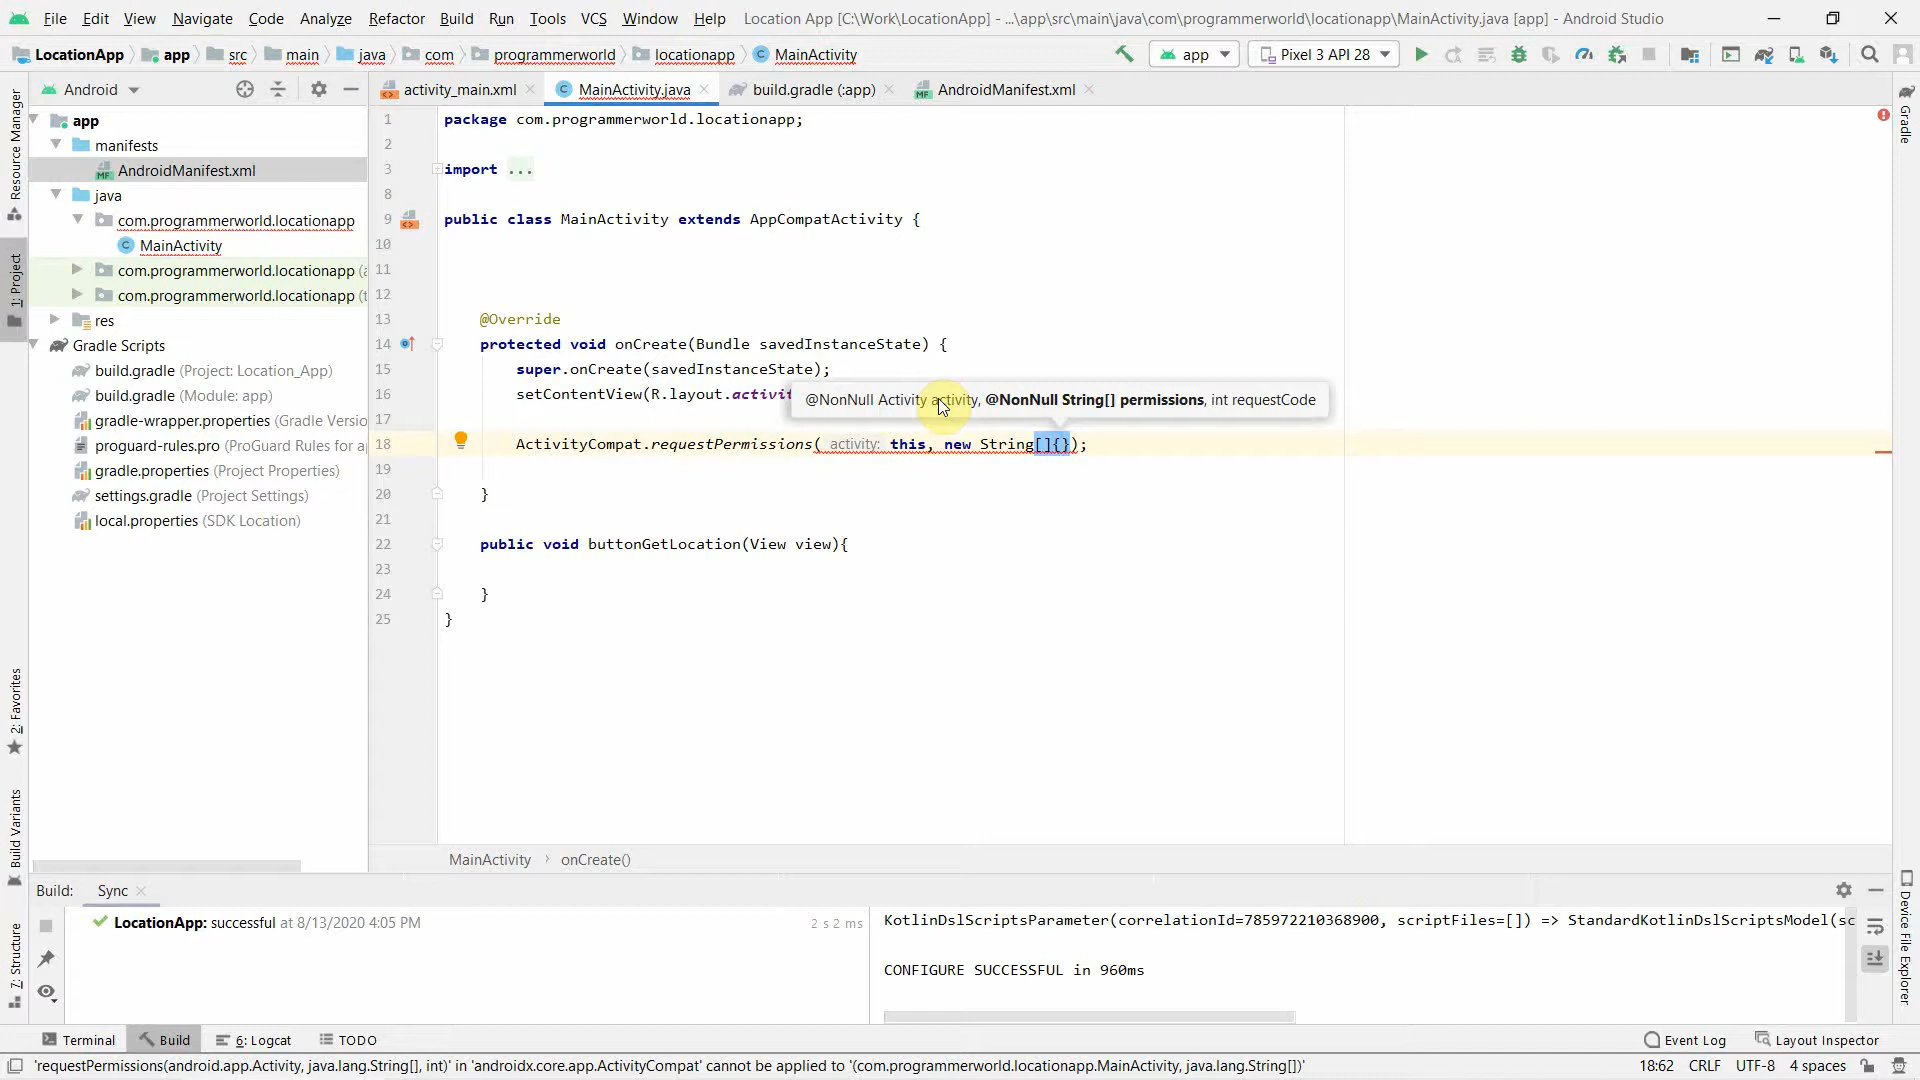 File Edit View Navigate Code Analyze Refactor Build Run Tools VCS Window Help Location App [C:\Work\LocationApp] - ...\app\src\main\java\com\programmerworld\locationapp\MainActivity.java [app] - Android Studio
LocationApp app src main java com programmerworld locationapp MainActivity app Pixel 3 API 28
Android activity_main.xml MainActivity.java build.gradle (:app) AndroidManifest.xml
Resource Manager
1: Project
2: Favorites
Build Variants
7: Structure
app
manifests
AndroidManifest.xml
java
com.programmerworld.locationapp
MainActivity
com.programmerworld.locationapp (a
com.programmerworld.locationapp (t
res
Gradle Scripts
build.gradle (Project: Location_App)
build.gradle (Module: app)
gradle-wrapper.properties (Gradle Versio
proguard-rules.pro (ProGuard Rules for a
gradle.properties (Project Properties)
settings.gradle (Project Settings)
local.properties (SDK Location)
1 package com.programmerworld.locationapp;
2
3 import ...
8
9 public class MainActivity extends AppCompatActivity {
10
11
12
13 @Override
14 protected void onCreate(Bundle savedInstanceState) {
15 super.onCreate(savedInstanceState);
16 setContentView(R.layout.activit
@NonNull Activity activity, @NonNull String[] permissions, int requestCode
17
18 ActivityCompat.requestPermissions( activity: this, new String[]{});
19
20 }
21
22 public void buttonGetLocation(View view){
23
24 }
25 }
MainActivity › onCreate()
Gradle
Device File Explorer
Build: Sync
LocationApp: successful at 8/13/2020 4:05 PM 2 s 2 ms
KotlinDslScriptsParameter(correlationId=785972210368900, scriptFiles=[]) => StandardKotlinDslScriptsModel(sc
CONFIGURE SUCCESSFUL in 960ms
Terminal Build 6: Logcat TODO Event Log Layout Inspector
'requestPermissions(android.app.Activity, java.lang.String[], int)' in 'androidx.core.app.ActivityCompat' cannot be applied to '(com.programmerworld.locationapp.MainActivity, java.lang.String[])' 18:62 CRLF UTF-8 4 spaces